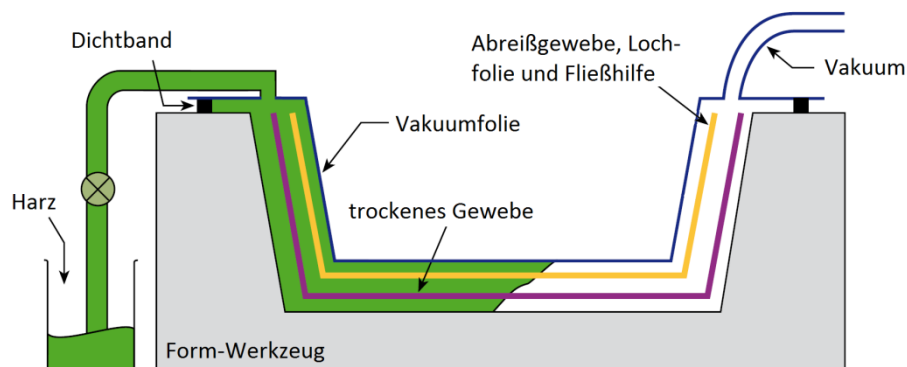 Dichtband
Abreißgewebe, Loch-
folie und Fließhilfe
Vakuum
Vakuumfolie
Harz
trockenes Gewebe
Form-Werkzeug